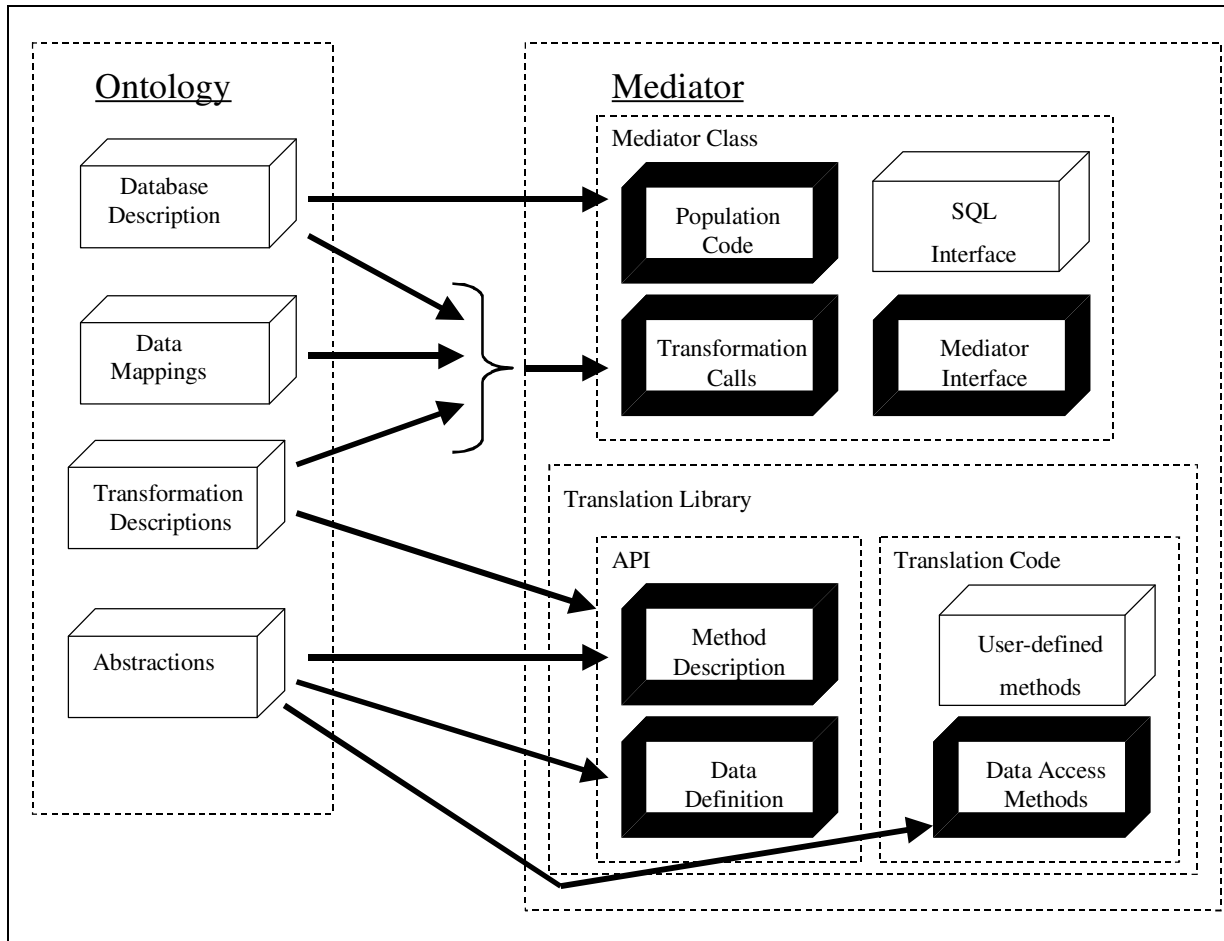 Ontology
Database
Description
Data
Mappings
Transformation
Descriptions
Abstractions
Mediator
Mediator Class
Population
Code
SQL
Interface
Transformation
Calls
Mediator
Interface
Translation Library
API
Method
Description
Data
Definition
Translation Code
User-defined
methods
Data Access
Methods